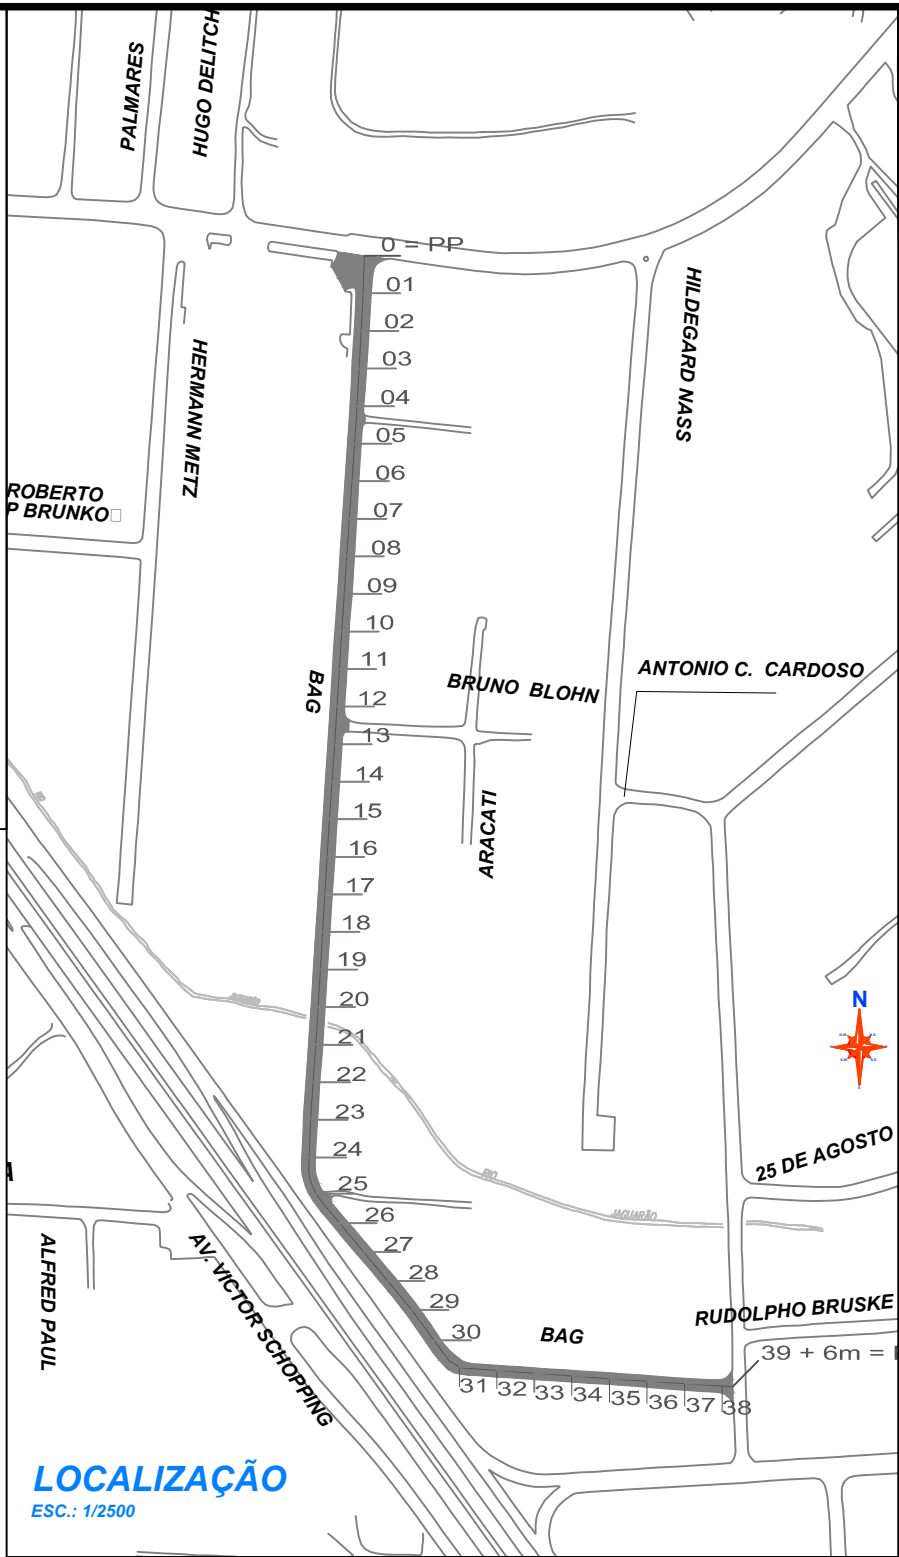 PALMARES
HUGO DELITCH
0 = PP
01
02
03
04
05
06
07
08
09
10
11
12
13
14
15
16
17
18
19
20
21
22
23
24
25
26
27
28
29
30
31
32
33
34
35
36
37
38
39 + 6m =
HILDEGARD NASS
HERMANN METZ
ROBERTO
P BRUNKO
BAG
BRUNO BLOHN
ANTONIO C. CARDOSO
ARACATI
RIO
JAGUARÃO
N
RIO
JAGUARÃO
25 DE AGOSTO
A
ALFRED PAUL
AV. VICTOR SCHOPPING
BAG
RUDOLPHO BRUSKE
LOCALIZAÇÃO
ESC.: 1/2500